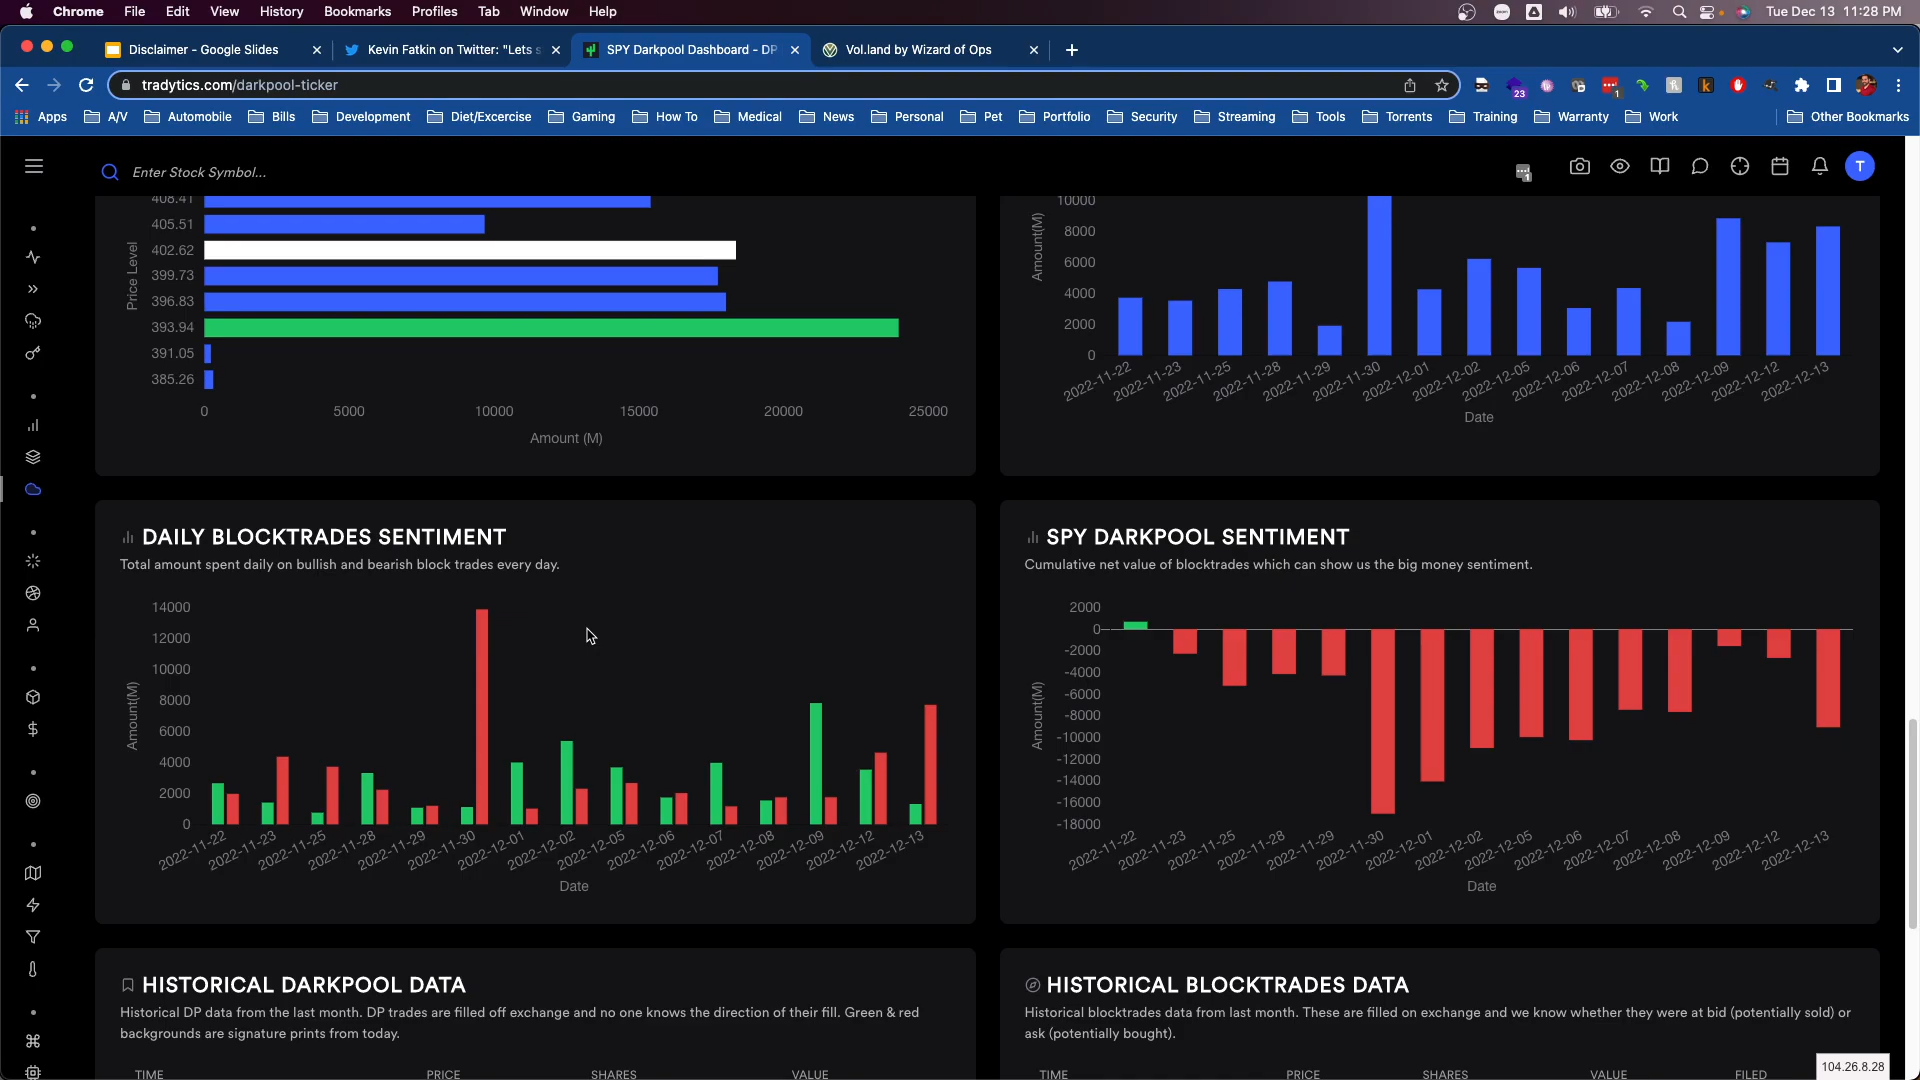 Chrome File Edit View History Bookmarks Profiles Tab Window Help
zoom
Tue Dec 13 11:28 PM
Disclaimer - Google Slides
Kevin Fatkin on Twitter: "Lets s
SPY Darkpool Dashboard - DP
Vol.land by Wizard of Ops
tradytics.com/darkpool-ticker
23
1
k
Apps A/V Automobile Bills Development Diet/Excercise Gaming How To Medical News Personal Pet Portfolio Security Streaming Tools Torrents Training Warranty Work Other Bookmarks
Enter Stock Symbol...
1
T
Price Level
408.41
405.51
402.62
399.73
396.83
393.94
391.05
385.26
0 5000 10000 15000 20000 25000
Amount (M)
Amount(M)
10000
8000
6000
4000
2000
0
2022-11-22 2022-11-23 2022-11-25 2022-11-28 2022-11-29 2022-11-30 2022-12-01 2022-12-02 2022-12-05 2022-12-06 2022-12-07 2022-12-08 2022-12-09 2022-12-12 2022-12-13
Date
DAILY BLOCKTRADES SENTIMENT
Total amount spent daily on bullish and bearish block trades every day.
Amount(M)
14000
12000
10000
8000
6000
4000
2000
0
2022-11-22 2022-11-23 2022-11-25 2022-11-28 2022-11-29 2022-11-30 2022-12-01 2022-12-02 2022-12-05 2022-12-06 2022-12-07 2022-12-08 2022-12-09 2022-12-12 2022-12-13
Date
SPY DARKPOOL SENTIMENT
Cumulative net value of blocktrades which can show us the big money sentiment.
Amount(M)
2000
0
-2000
-4000
-6000
-8000
-10000
-12000
-14000
-16000
-18000
2022-11-22 2022-11-23 2022-11-25 2022-11-28 2022-11-29 2022-11-30 2022-12-01 2022-12-02 2022-12-05 2022-12-06 2022-12-07 2022-12-08 2022-12-09 2022-12-12 2022-12-13
Date
HISTORICAL DARKPOOL DATA
Historical DP data from the last month. DP trades are filled off exchange and no one knows the direction of their fill. Green & red
backgrounds are signature prints from today.
TIME PRICE SHARES VALUE
HISTORICAL BLOCKTRADES DATA
Historical blocktrades data from last month. These are filled on exchange and we know whether they were at bid (potentially sold) or
ask (potentially bought).
TIME PRICE SHARES VALUE FILED
104.26.8.28